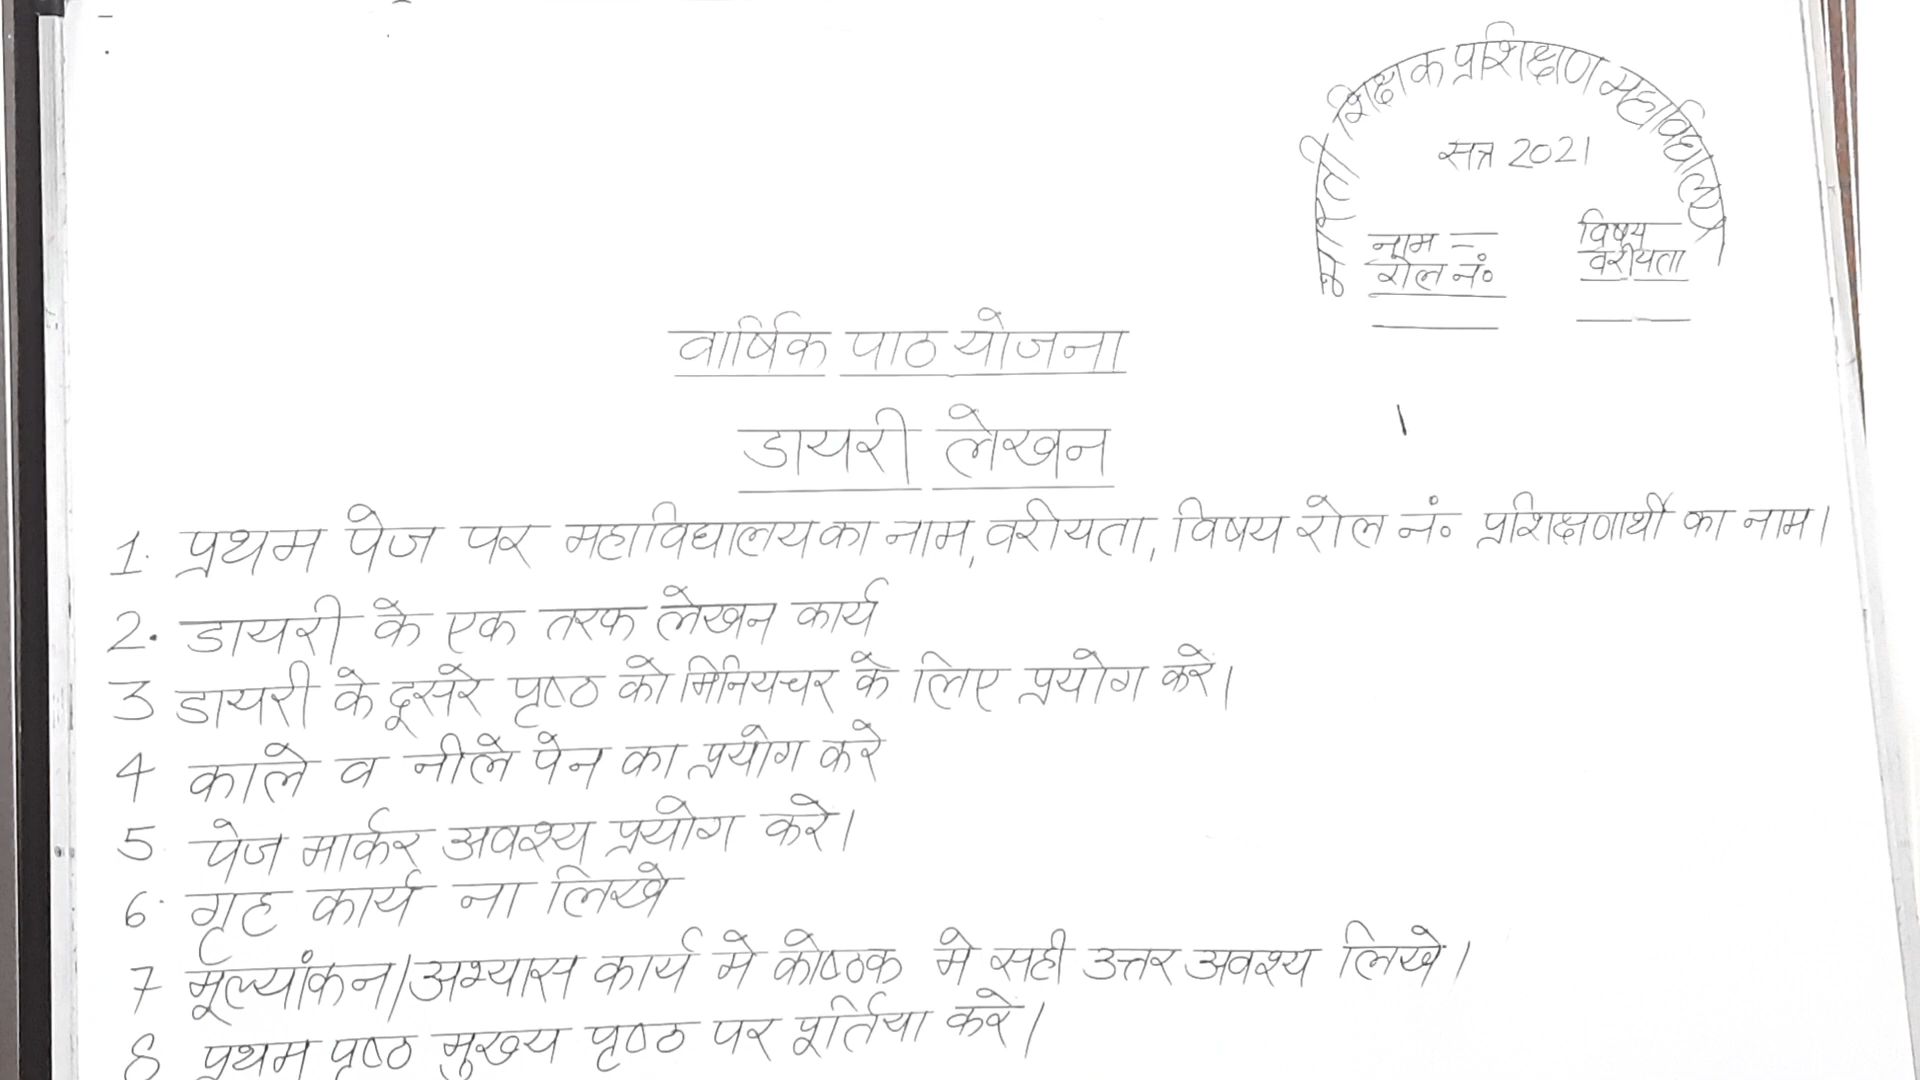 शिक्षक प्रशिक्षण महाविद्यालय
सत्र 2021
नाम - विषय
रोल नं० वरीयता
वार्षिक पाठ योजना
डायरी लेखन
1. प्रथम पेज पर महाविद्यालय का नाम, वरीयता, विषय रोल नं० प्रशिक्षणार्थी का नाम।
2. डायरी के एक तरफ लेखन कार्य
3 डायरी के दूसरे पृष्ठ को मिनियचर के लिए प्रयोग करे।
4 काले व नीले पेन का प्रयोग करे
5 पेज मार्कर अवश्य प्रयोग करे।
6. गृह कार्य ना लिखे
7 मूल्यांकन/अभ्यास कार्य मे कोष्ठक मे सही उत्तर अवश्य लिखे।
8 प्रथम पृष्ठ मुख्य पृष्ठ पर पूर्तिया करे।